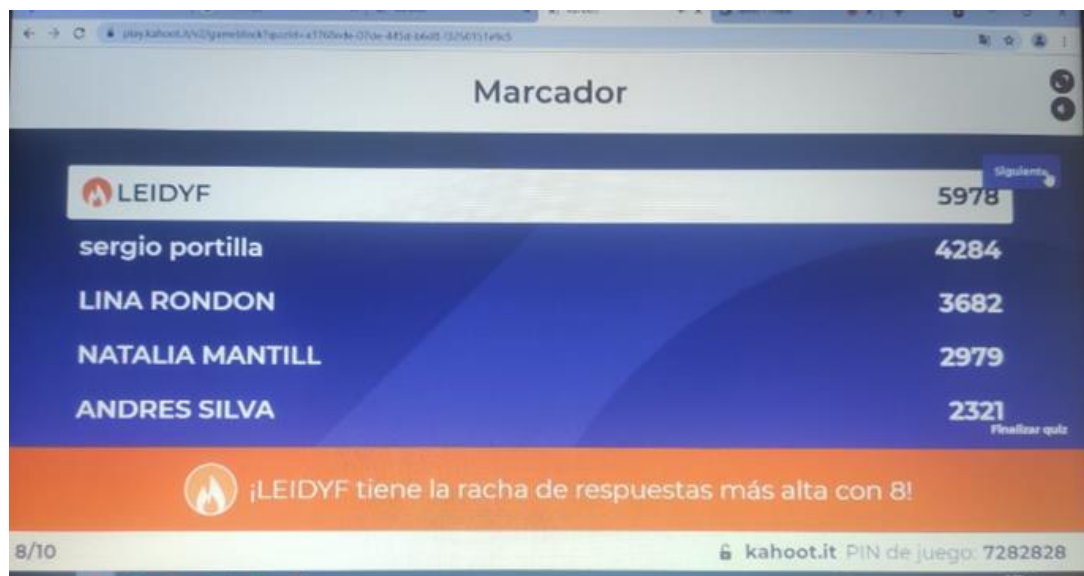 Marcador
Siguiente
LEIDYF 5978
sergio portilla 4284
LINA RONDON 3682
NATALIA MANTILL 2979
ANDRES SILVA 2321
Finalizar quiz
¡LEIDYF tiene la racha de respuestas más alta con 8!
8/10 kahoot.it PIN de juego: 7282828